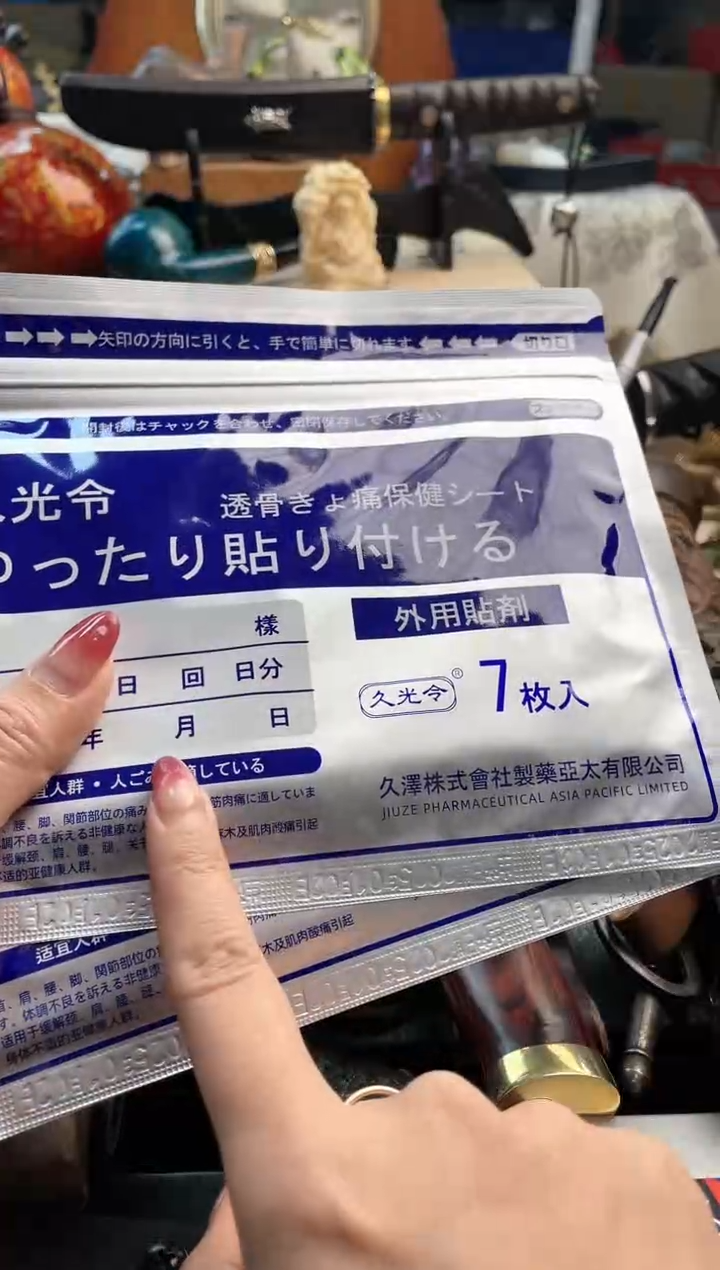 矢印の方向に引くと、手で簡単に切れます
切り口
開封後はチャックを合わせ、密閉保存してください。
光令
透骨きょ痛保健シート
ったり貼り付ける
様
外用貼剤
日 回 日分
久光令® 7枚入
年 月 日
宜人群・人ごみ 適している
久澤株式會社製藥亞太有限公司
JIUZE PHARMACEUTICAL ASIA PACIFIC LIMITED
腰、脚、関節部位の痛み 筋肉痛に適していま
調不良を訴える非健康な人
缓解颈、肩、腰、腿、关 麻木及肌肉酸痛引起
适的亚健康人群。
适宜人群
木及肌肉酸痛引起
肩、腰、脚、関節部位の
す。体調不良を訴える非健康
适用于缓解颈、肩、腰、
身体不适的亚健康人群。